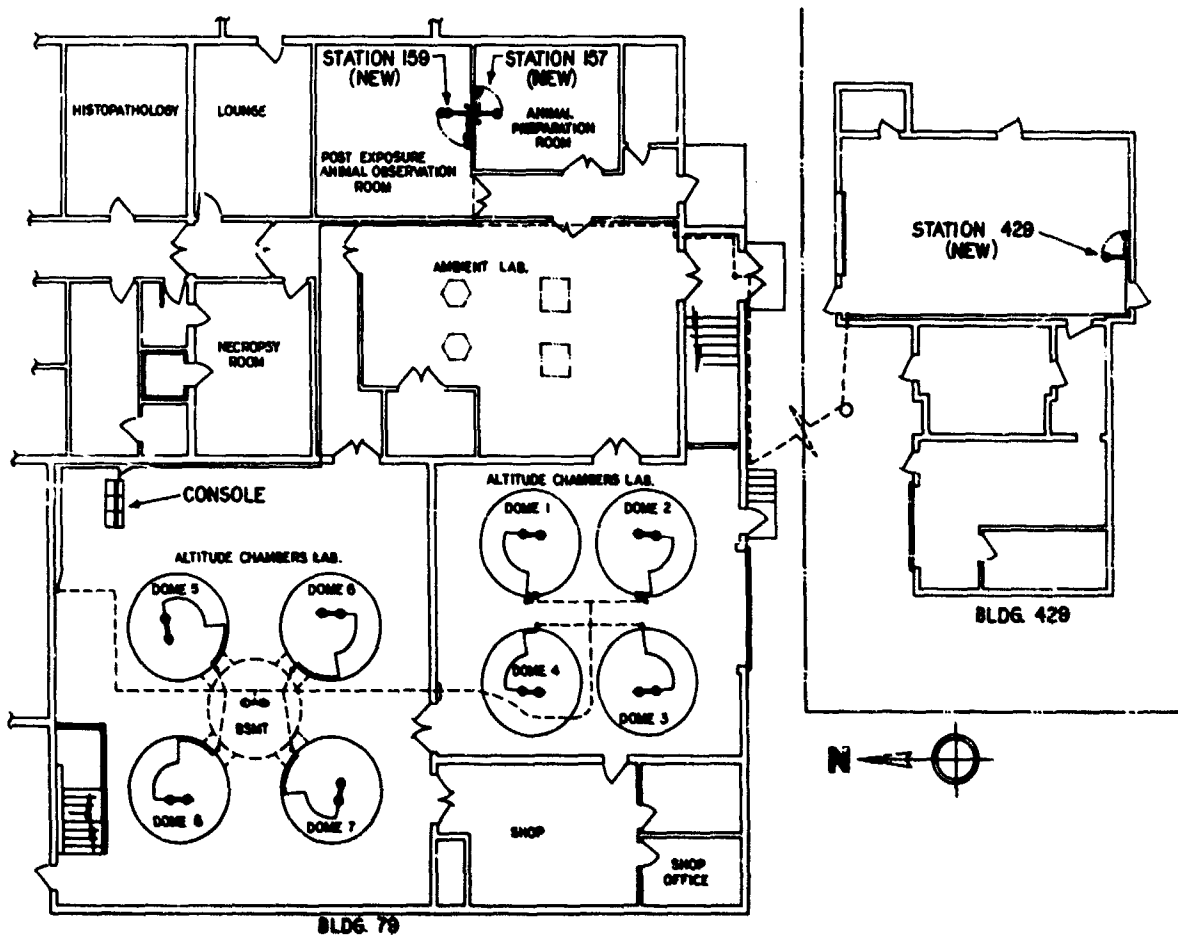 STATION 159
(NEW)
STATION 157
(NEW)
HISTOPATHOLOGY
LOUNGE
ANIMAL
PREPARATION
ROOM
POST EXPOSURE
ANIMAL OBSERVATION
ROOM
STATION 429
(NEW)
AMBIENT LAB.
NECROPSY
ROOM
CONSOLE
ALTITUDE CHAMBERS LAB.
DOME 1
DOME 2
ALTITUDE CHAMBERS LAB.
DOME 5
DOME 6
DOME 4
DOME 3
BSMT
DOME 8
DOME 7
SHOP
SHOP
OFFICE
BLDG. 79
BLDG. 429
N